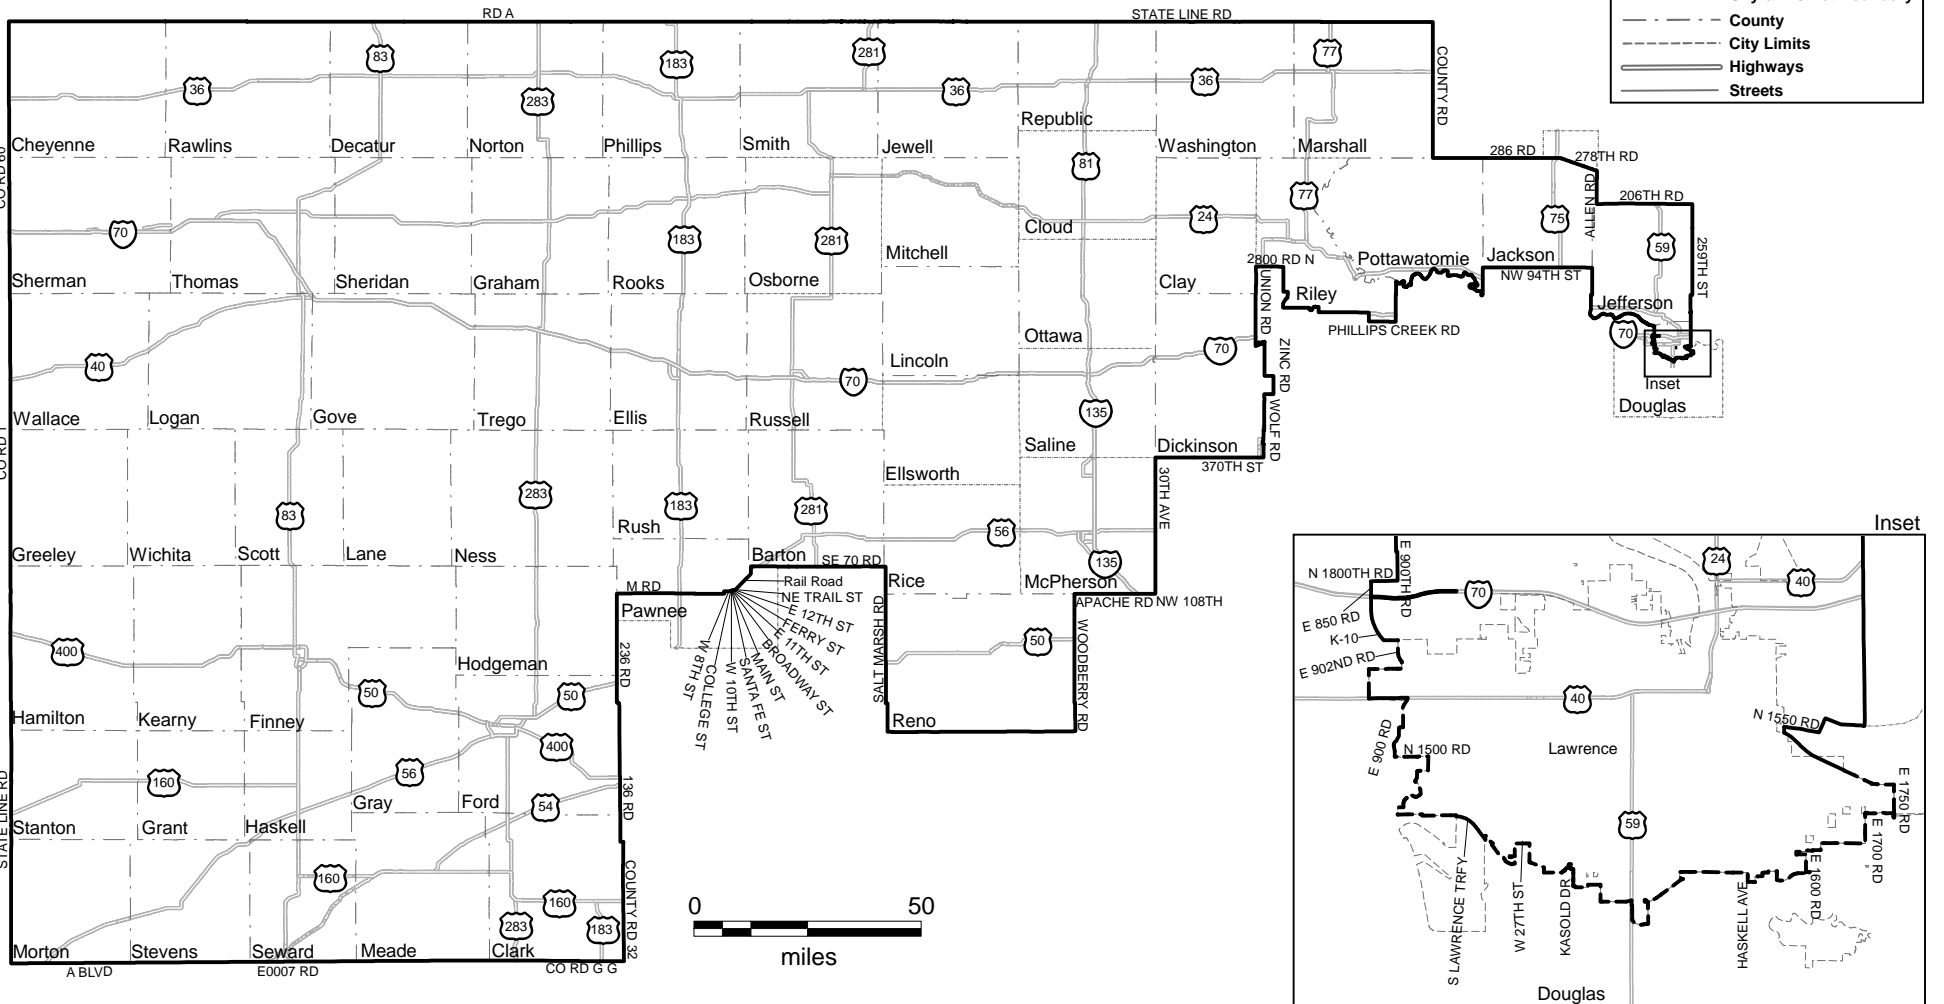 RD A
STATE LINE RD
County
City Limits
Highways
Streets
83
183
281
77
COUNTY RD
36
283
36
36
Republic
Cheyenne
Rawlins
Decatur
Norton
Phillips
Smith
Jewell
Washington
Marshall
286 RD
278TH RD
81
77
ALLEN RD
206TH RD
70
183
281
24
75
59
259TH ST
Cloud
Mitchell
2800 RD N
Pottawatomie
Jackson
NW 94TH ST
Sherman
Thomas
Sheridan
Graham
Rooks
Osborne
Clay
UNION RD
Riley
Jefferson
PHILLIPS CREEK RD
70
Ottawa
ZINC RD
40
70
70
Lincoln
Inset
Douglas
Wallace
Logan
Gove
Trego
Ellis
Russell
135
WOLF RD
Saline
Dickinson
370TH ST
Ellsworth
30TH AVE
83
283
183
281
56
Rush
Greeley
Wichita
Scott
Lane
Ness
Barton
SE 70 RD
135
Rice
McPherson
M RD
Rail Road
NE TRAIL ST
APACHE RD
NW 108TH
Pawnee
E 12TH ST
FERRY ST
E 11TH ST
BROADWAY ST
MAIN ST
SANTA FE ST
W 10TH ST
COLLEGE ST
W 8TH ST
SALT MARSH RD
50
WOODBERRY RD
400
236 RD
Hodgeman
50
50
Hamilton
Kearny
Finney
Reno
400
56
160
136 RD
54
Gray
Ford
STATE LINE RD
Stanton
Grant
Haskell
160
160
COUNTY RD 32
283
183
Morton
Stevens
Seward
Meade
Clark
A BLVD
E0007 RD
CO RD G G
0
50
miles
Inset
E 900TH RD
24
N 1800TH RD
70
40
E 850 RD
K-10
E 902ND RD
40
N 1550 RD
E 900 RD
N 1500 RD
Lawrence
E 1750 RD
59
E 1700 RD
S LAWRENCE TRFY
W 27TH ST
KASOLD DR
HASKELL AVE
E 1600 RD
Douglas